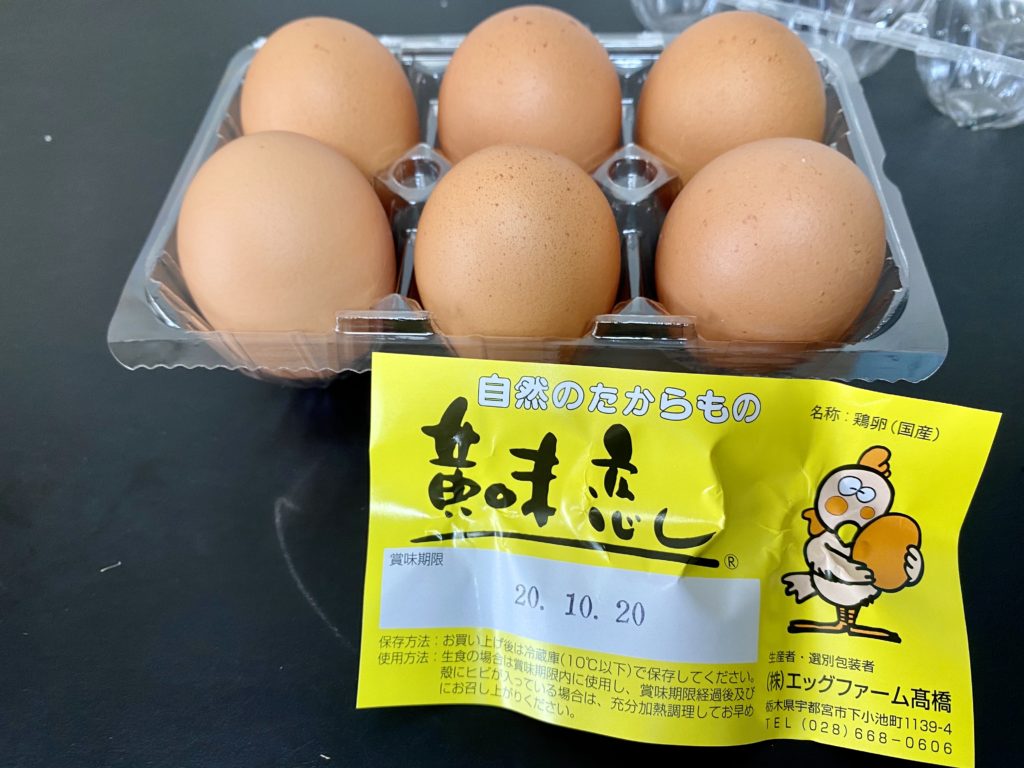 自然のたからもの
名称：鶏卵（国産）
黄味恋し
®
賞味期限
20. 10. 20
保存方法：お買い上げ後は冷蔵庫(10℃以下)で保存してください。
使用方法：生食の場合は賞味期限内に使用し、賞味期限経過後及び
殻にヒビが入っている場合は、充分加熱調理してお早め
にお召し上がりください。
生産者・選別包装者
(株)エッグファーム髙橋
栃木県宇都宮市下小池町1139-4
TEL (028) 668-0606